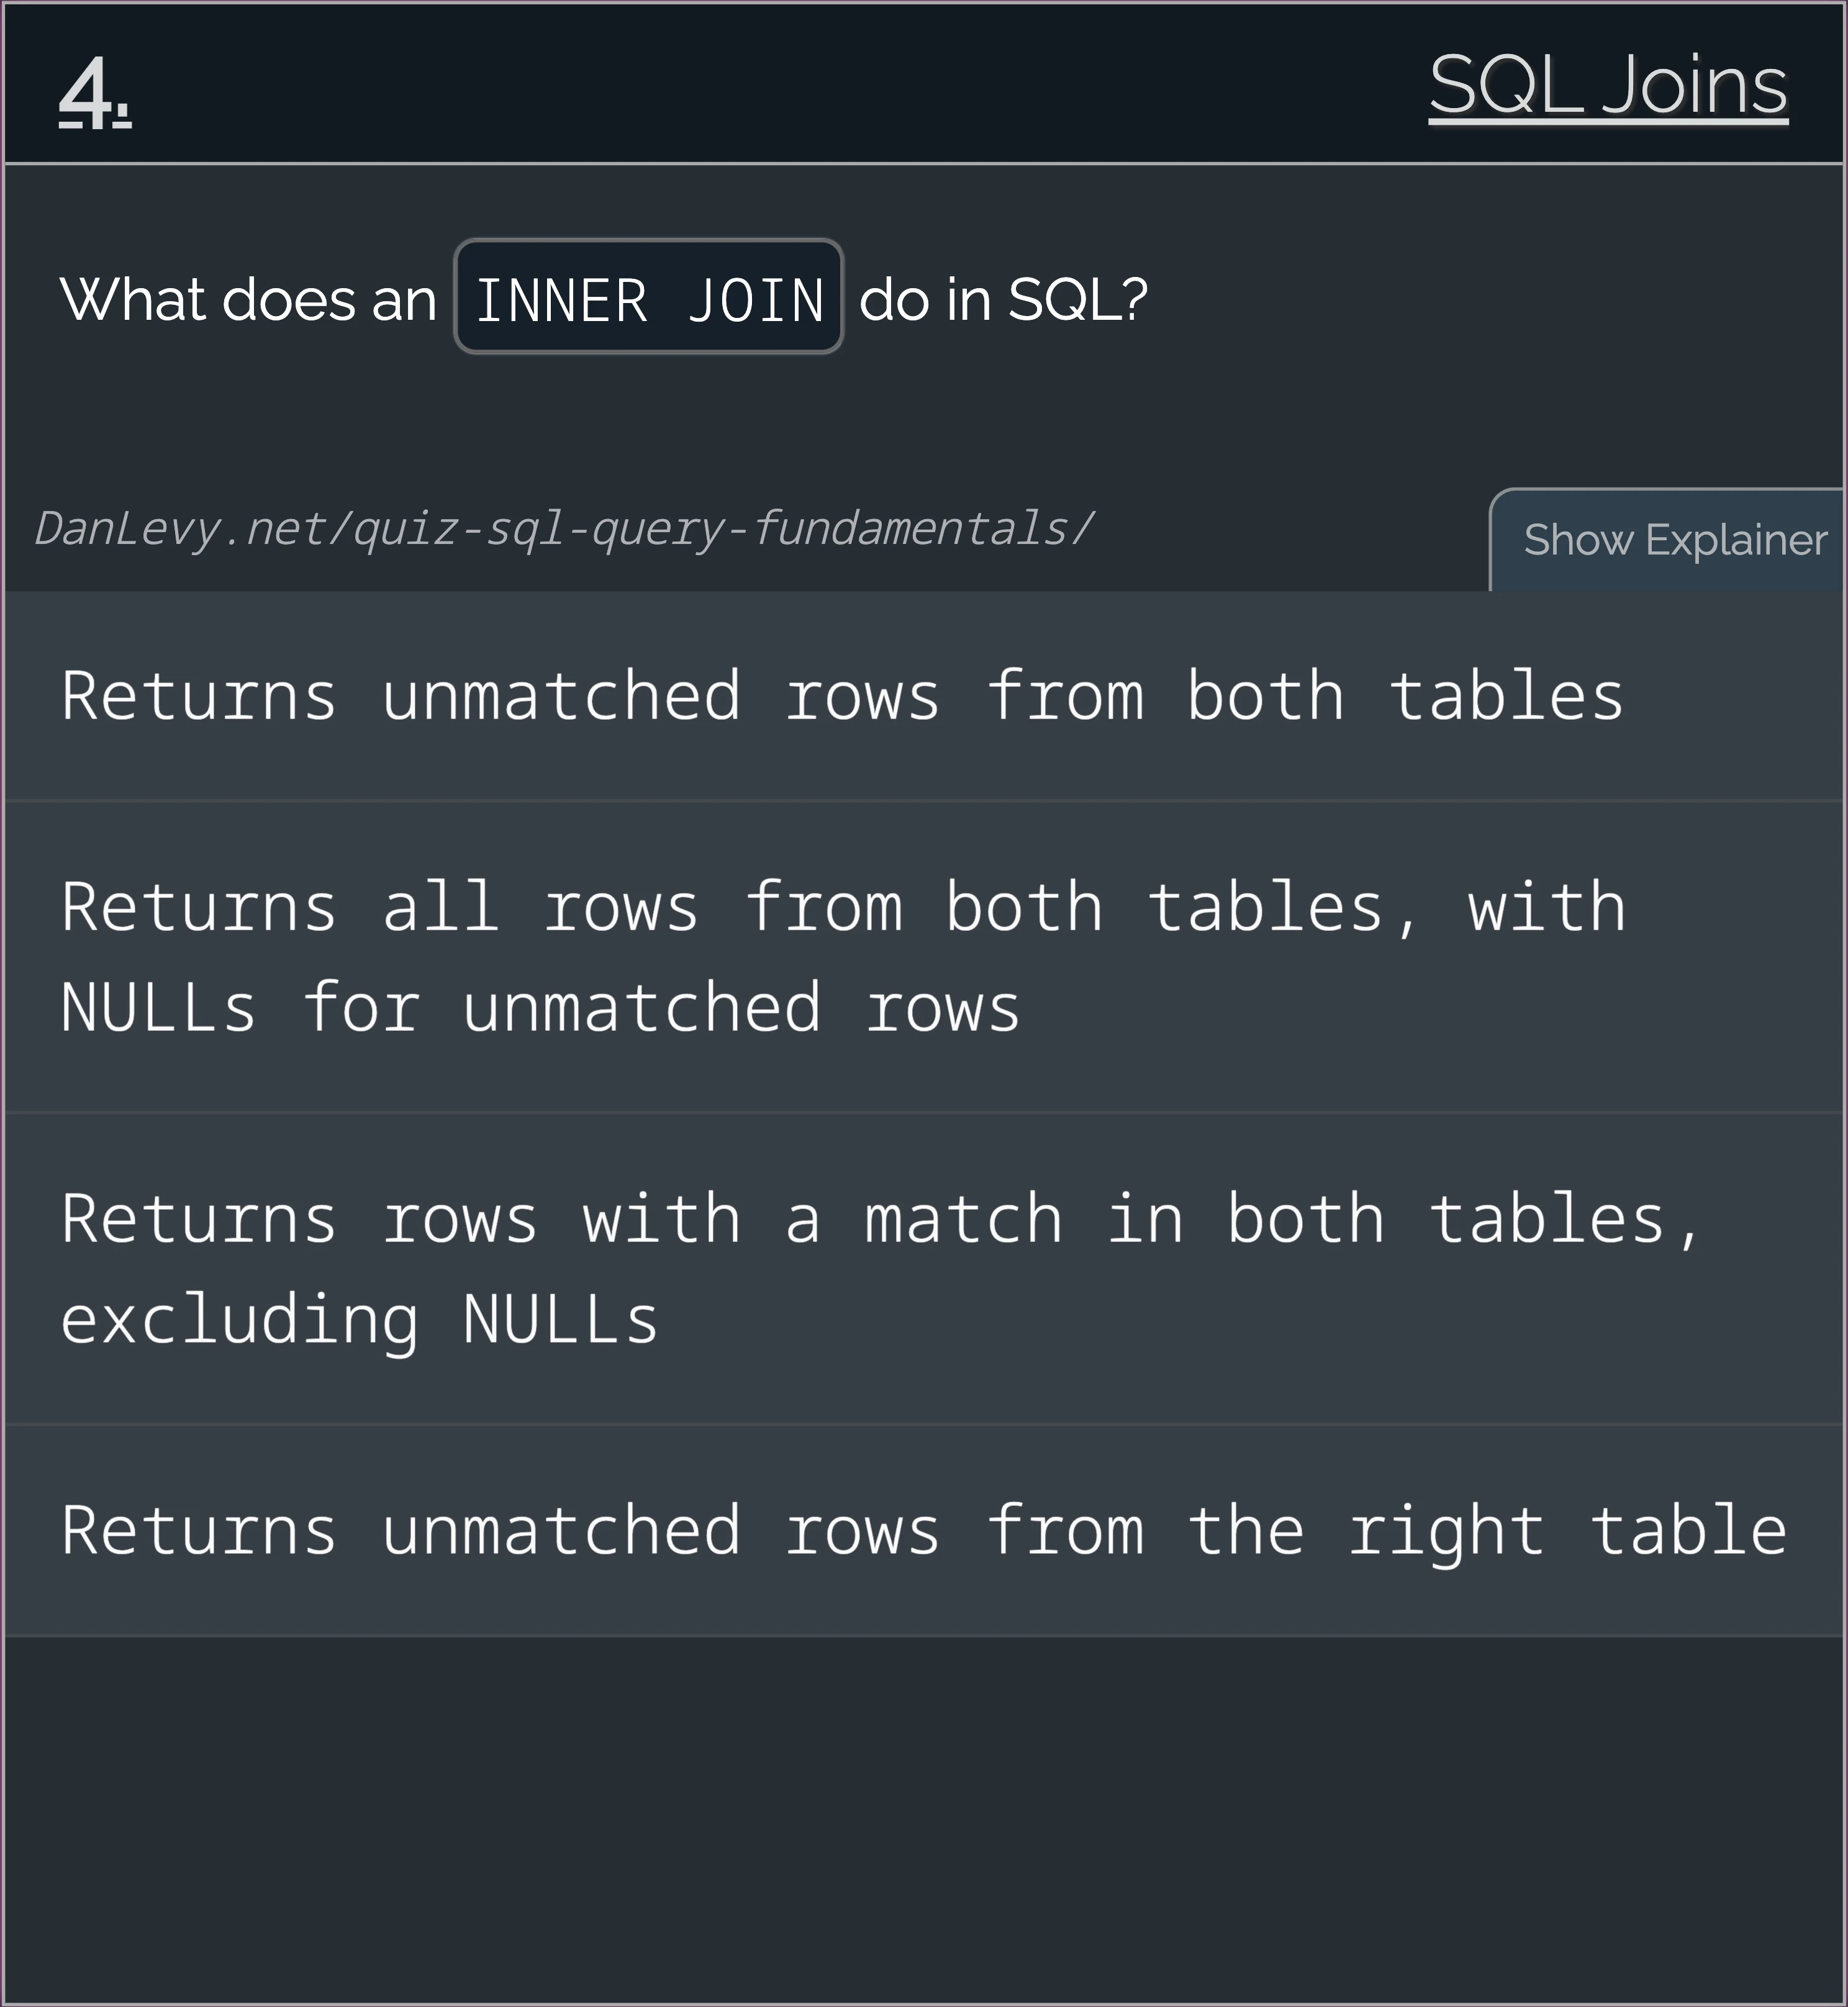 4.
SQL Joins
What does an INNER JOIN do in SQL?
DanLevy.net/quiz-sql-query-fundamentals/
Show Explainer
Returns unmatched rows from both tables
Returns all rows from both tables, with
NULLs for unmatched rows
Returns rows with a match in both tables,
excluding NULLs
Returns unmatched rows from the right table